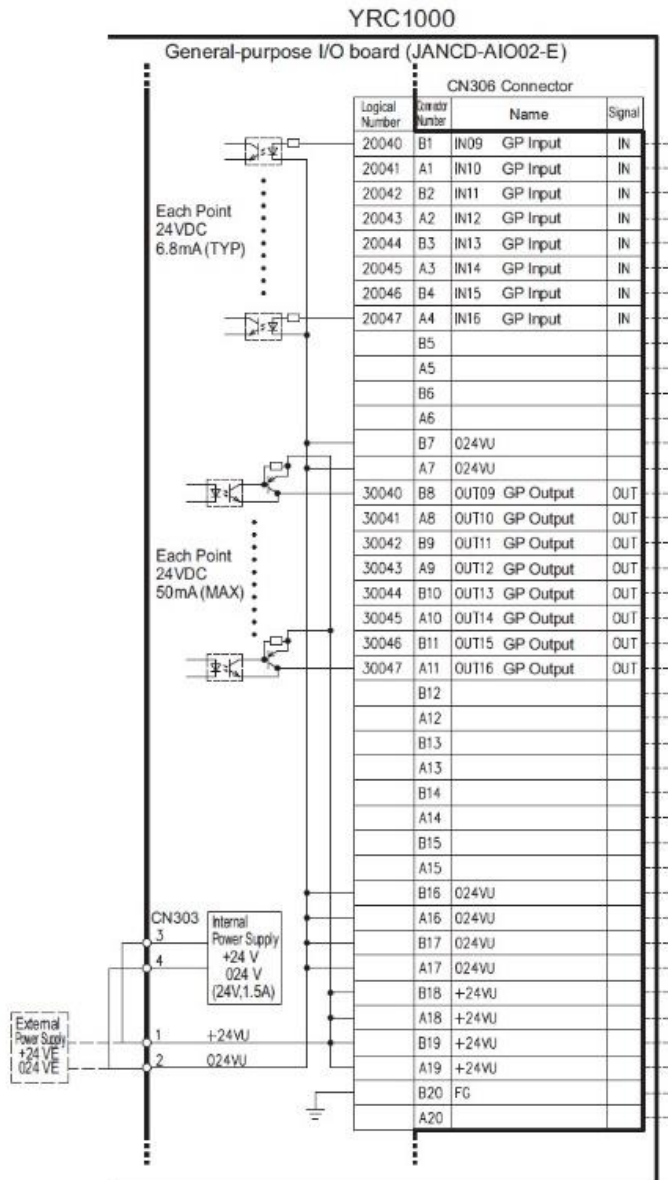 YRC1000
General-purpose I/O board (JANCD-AIO02-E)
CN306 Connector
Logical Number Connector Number Name Signal
20040 B1 IN09 GP Input IN
20041 A1 IN10 GP Input IN
20042 B2 IN11 GP Input IN
20043 A2 IN12 GP Input IN
20044 B3 IN13 GP Input IN
20045 A3 IN14 GP Input IN
20046 B4 IN15 GP Input IN
20047 A4 IN16 GP Input IN
B5
A5
B6
A6
B7 024VU
A7 024VU
30040 B8 OUT09 GP Output OUT
30041 A8 OUT10 GP Output OUT
30042 B9 OUT11 GP Output OUT
30043 A9 OUT12 GP Output OUT
30044 B10 OUT13 GP Output OUT
30045 A10 OUT14 GP Output OUT
30046 B11 OUT15 GP Output OUT
30047 A11 OUT16 GP Output OUT
B12
A12
B13
A13
B14
A14
B15
A15
B16 024VU
A16 024VU
B17 024VU
A17 024VU
B18 +24VU
A18 +24VU
B19 +24VU
A19 +24VU
B20 FG
A20
Each Point
24VDC
6.8mA (TYP)
Each Point
24VDC
50mA (MAX)
CN303
3
4
1
2
Internal
Power Supply
+24 V
024 V
(24V,1.5A)
+24VU
024VU
External
Power Supply
+24 VE
024 VE